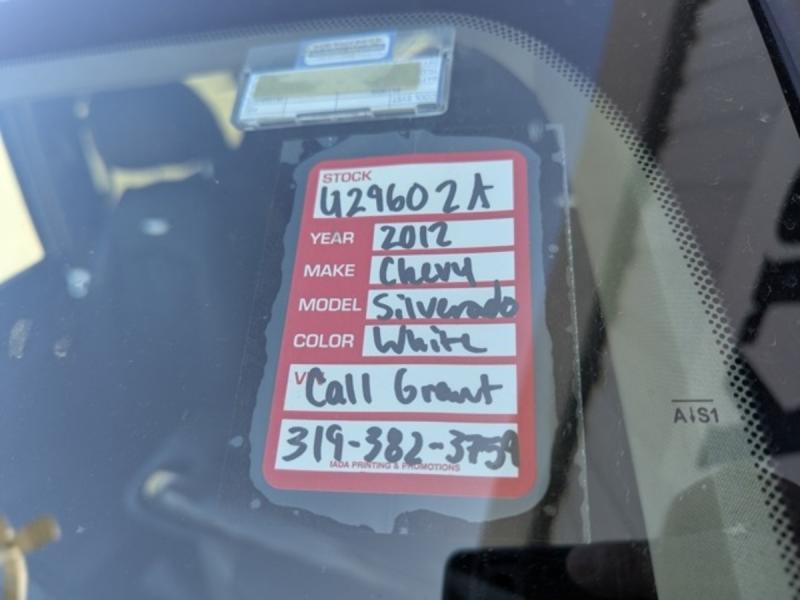 STOCK
U29602A
YEAR 2012
MAKE Chevy
MODEL Silverado
COLOR White
Call Grant
319-382-3759
IADA PRINTING & PROMOTIONS
AS1